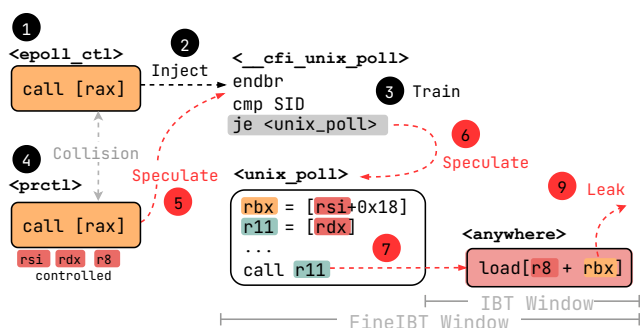 1
<epoll_ctl>
call [rax]
2
Inject
<__cfi_unix_poll>
endbr
cmp SID
je <unix_poll>
3 Train
Collision
4
<prctl>
call [rax]
rsi rdx r8
controlled
Speculate
5
6
Speculate
<unix_poll>
rbx = [rsi+0x18]
r11 = [rdx]
...
call r11
7
9
Leak
<anywhere>
load[r8 + rbx]
IBT Window
FineIBT Window